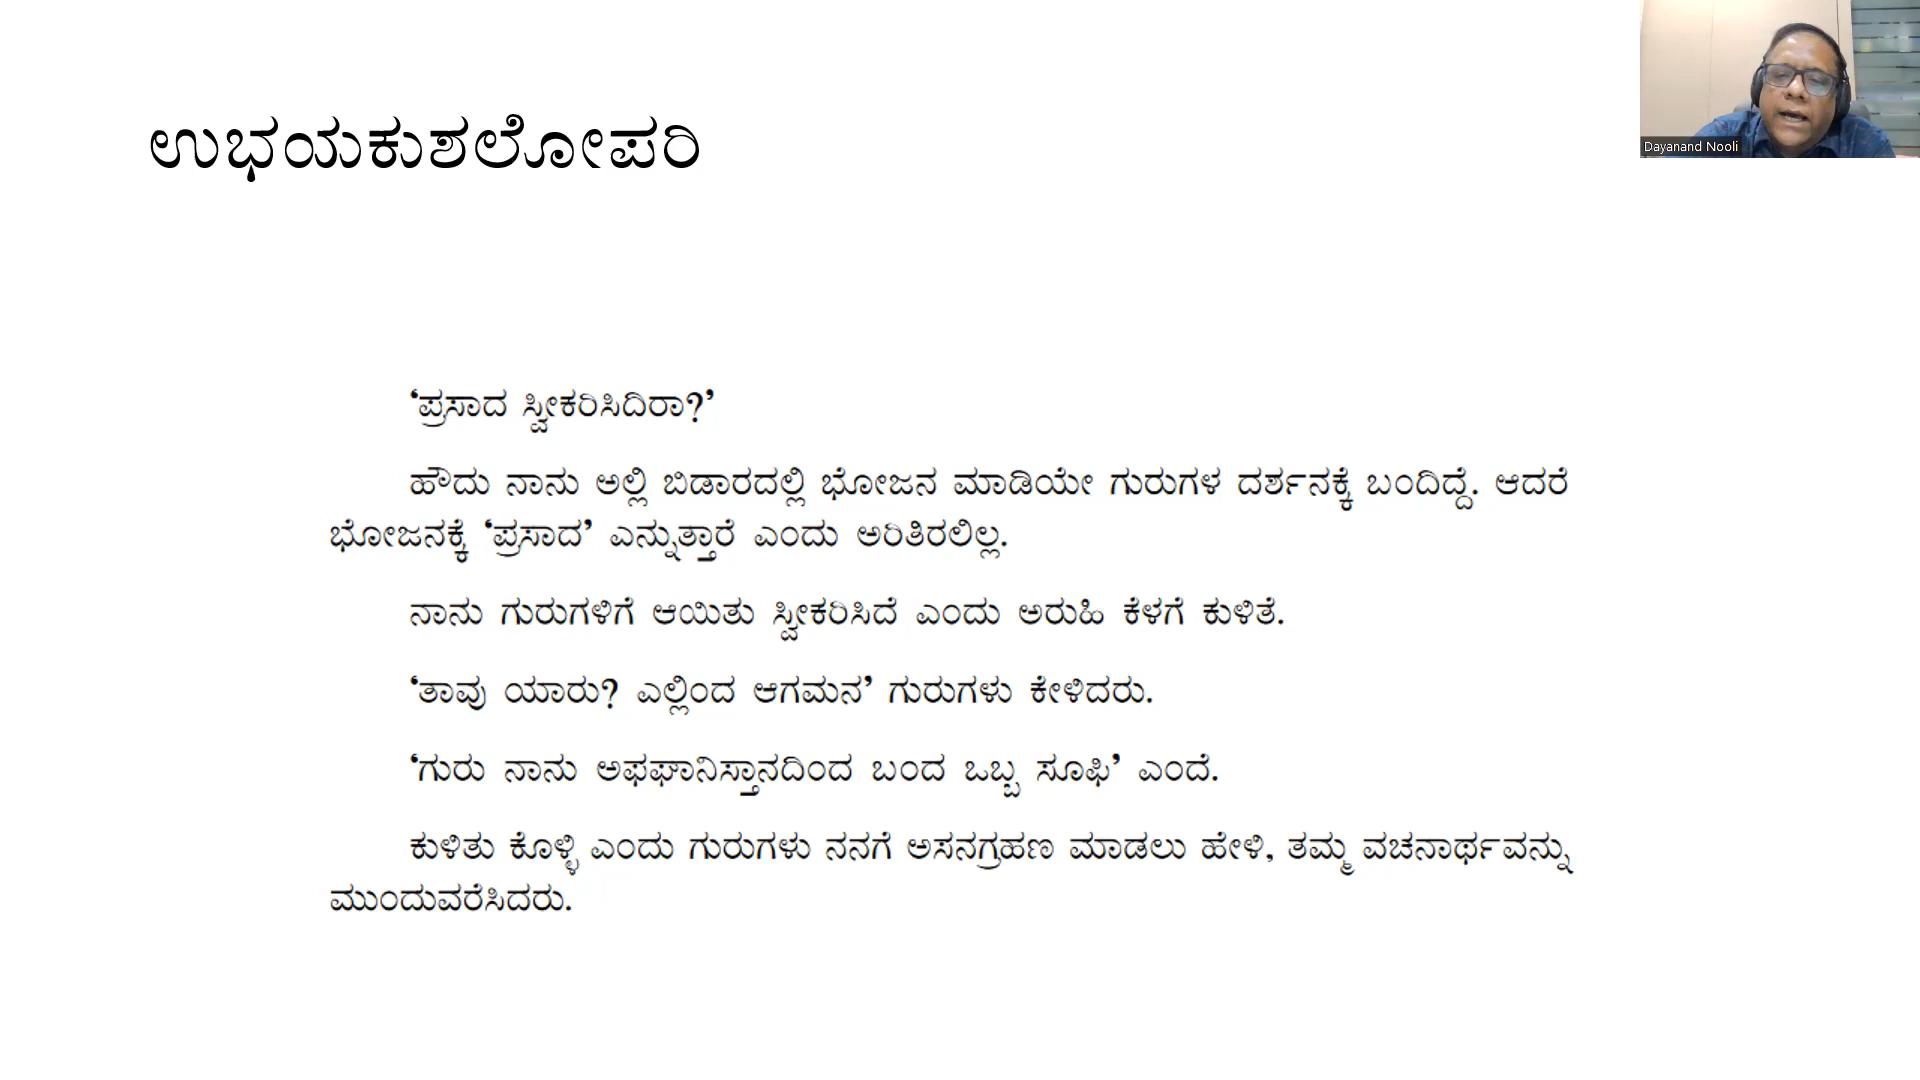 ಉಭಯಕುಶಲೋಪರಿ
Dayanand Nooli
‘ಪ್ರಸಾದ ಸ್ವೀಕರಿಸಿದಿರಾ?’
ಹೌದು ನಾನು ಅಲ್ಲಿ ಬಿಡಾರದಲ್ಲಿ ಭೋಜನ ಮಾಡಿಯೇ ಗುರುಗಳ ದರ್ಶನಕ್ಕೆ ಬಂದಿದ್ದೆ. ಆದರೆ
ಭೋಜನಕ್ಕೆ ‘ಪ್ರಸಾದ’ ಎನ್ನುತ್ತಾರೆ ಎಂದು ಅರಿತಿರಲಿಲ್ಲ.
ನಾನು ಗುರುಗಳಿಗೆ ಆಯಿತು ಸ್ವೀಕರಿಸಿದೆ ಎಂದು ಅರುಹಿ ಕೆಳಗೆ ಕುಳಿತೆ.
‘ತಾವು ಯಾರು? ಎಲ್ಲಿಂದ ಆಗಮನ’ ಗುರುಗಳು ಕೇಳಿದರು.
‘ಗುರು ನಾನು ಅಫಘಾನಿಸ್ತಾನದಿಂದ ಬಂದ ಒಬ್ಬ ಸೂಫಿ’ ಎಂದೆ.
ಕುಳಿತು ಕೊಳ್ಳಿ ಎಂದು ಗುರುಗಳು ನನಗೆ ಅಸನಗ್ರಹಣ ಮಾಡಲು ಹೇಳಿ, ತಮ್ಮ ವಚನಾರ್ಥವನ್ನು
ಮುಂದುವರೆಸಿದರು.